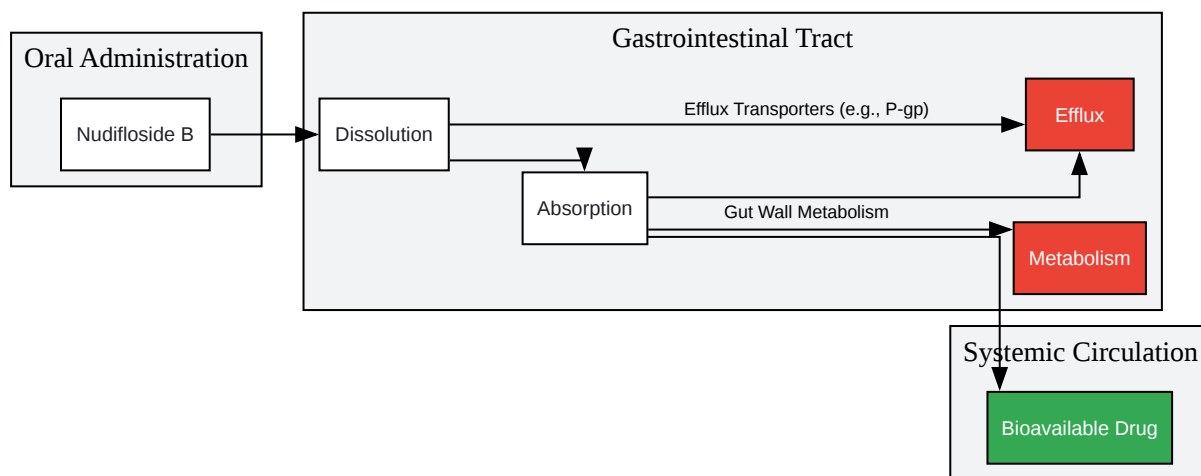 Gastrointestinal Tract
Oral Administration
Nudifloside B
Dissolution
Efflux Transporters (e.g., P-gp)
Efflux
Absorption
Gut Wall Metabolism
Metabolism
Systemic Circulation
Bioavailable Drug